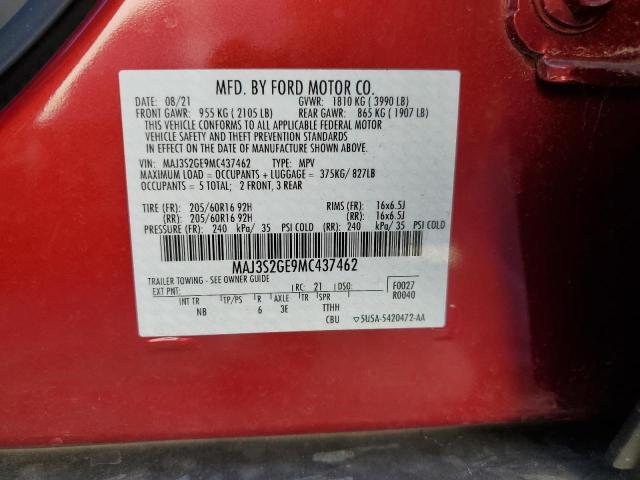 MFD. BY FORD MOTOR CO.
DATE: 08/21 GVWR: 1810 KG ( 3990 LB)
FRONT GAWR: 955 KG ( 2105 LB) REAR GAWR: 865 KG ( 1907 LB)
THIS VEHICLE CONFORMS TO ALL APPLICABLE FEDERAL MOTOR
VEHICLE SAFETY AND THEFT PREVENTION STANDARDS
IN EFFECT ON THE DATE OF MANUFACTURE SHOWN ABOVE.
VIN: MAJ3S2GE9MC437462 TYPE: MPV
MAXIMUM LOAD = OCCUPANTS + LUGGAGE = 375KG/ 827LB
OCCUPANTS = 5 TOTAL; 2 FRONT, 3 REAR
TIRE (FR): 205/60R16 92H RIMS (FR): 16x6.5J
(RR): 205/60R16 92H (RR): 16x6.5J
PRESSURE (FR): 240 kPa/ 35 PSI COLD (RR): 240 kPa/ 35 PSI COLD
MAJ3S2GE9MC437462
TRAILER TOWING - SEE OWNER GUIDE
EXT PNT: RC: 21 DSO: F0027
R0040
INT TR TP/PS R AXLE TR SPR
NB 6 3E TTHH
CBU ▽5U5A-5420472-AA